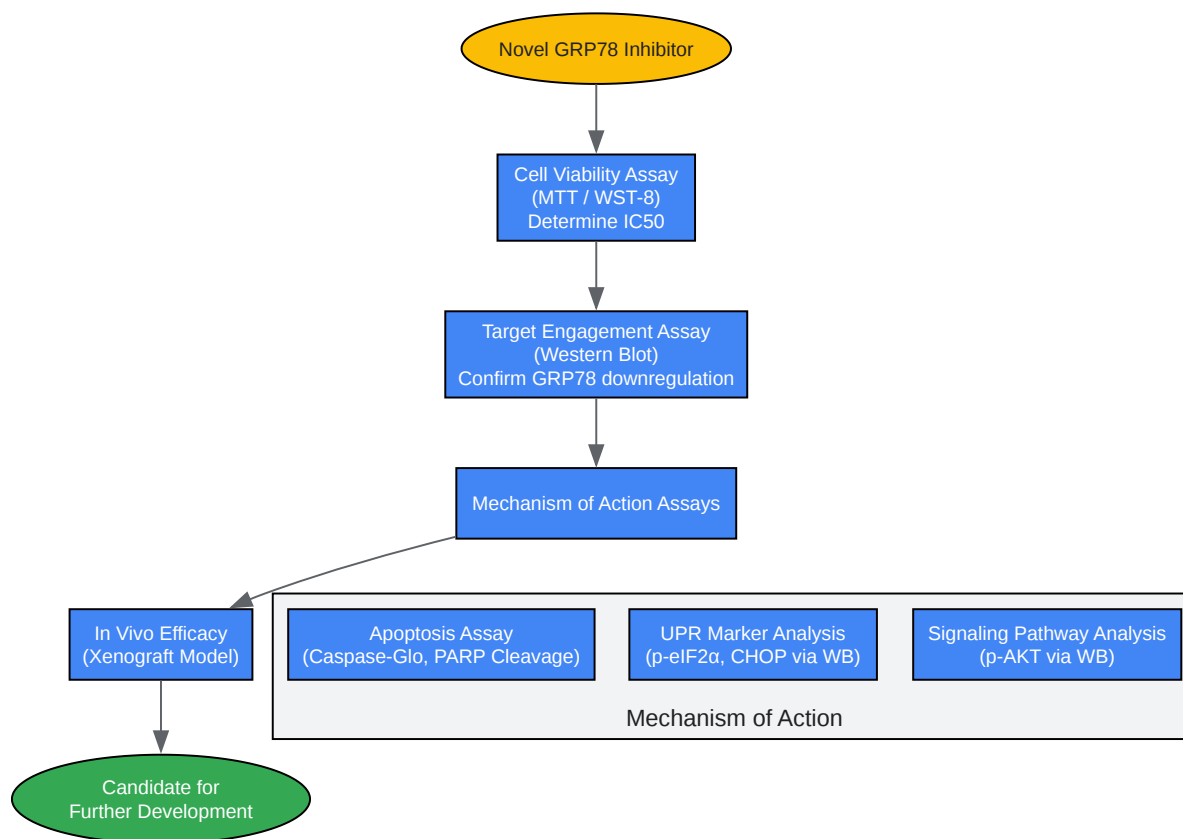 Novel GRP78 Inhibitor
Cell Viability Assay
(MTT / WST-8)
Determine IC50
Target Engagement Assay
(Western Blot)
Confirm GRP78 downregulation
Mechanism of Action Assays
In Vivo Efficacy
(Xenograft Model)
Apoptosis Assay
(Caspase-Glo, PARP Cleavage)
UPR Marker Analysis
(p-eIF2α, CHOP via WB)
Signaling Pathway Analysis
(p-AKT via WB)
Mechanism of Action
Candidate for
Further Development